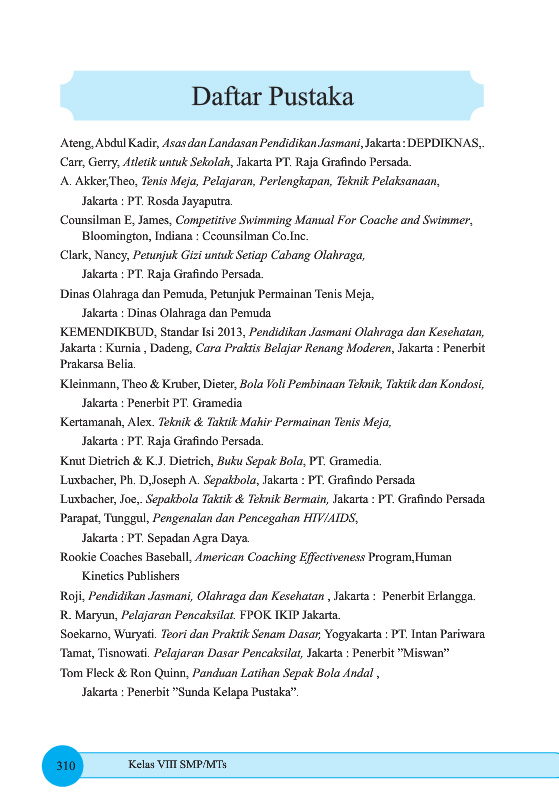 Daftar Pustaka
Ateng, Abdul Kadir, Asas dan Landasan Pendidikan Jasmani, Jakarta : DEPDIKNAS,.
Carr, Gerry, Atletik untuk Sekolah, Jakarta PT. Raja Grafindo Persada.
A. Akker,Theo, Tenis Meja, Pelajaran, Perlengkapan, Teknik Pelaksanaan,
Jakarta : PT. Rosda Jayaputra.
Counsilman E, James, Competitive Swimming Manual For Coache and Swimmer,
Bloomington, Indiana : Ccounsilman Co.Inc.
Clark, Nancy, Petunjuk Gizi untuk Setiap Cabang Olahraga,
Jakarta : PT. Raja Grafindo Persada.
Dinas Olahraga dan Pemuda, Petunjuk Permainan Tenis Meja,
Jakarta : Dinas Olahraga dan Pemuda
KEMENDIKBUD, Standar Isi 2013, Pendidikan Jasmani Olahraga dan Kesehatan,
Jakarta : Kurnia , Dadeng, Cara Praktis Belajar Renang Moderen, Jakarta : Penerbit
Prakarsa Belia.
Kleinmann, Theo & Kruber, Dieter, Bola Voli Pembinaan Teknik, Taktik dan Kondosi,
Jakarta : Penerbit PT. Gramedia
Kertamanah, Alex. Teknik & Taktik Mahir Permainan Tenis Meja,
Jakarta : PT. Raja Grafindo Persada.
Knut Dietrich & K.J. Dietrich, Buku Sepak Bola, PT. Gramedia.
Luxbacher, Ph. D,Joseph A. Sepakbola, Jakarta : PT. Grafindo Persada
Luxbacher, Joe,. Sepakbola Taktik & Teknik Bermain, Jakarta : PT. Grafindo Persada
Parapat, Tunggul, Pengenalan dan Pencegahan HIV/AIDS,
Jakarta : PT. Sepadan Agra Daya.
Rookie Coaches Baseball, American Coaching Effectiveness Program,Human
Kinetics Publishers
Roji, Pendidikan Jasmani, Olahraga dan Kesehatan , Jakarta :  Penerbit Erlangga.
R. Maryun, Pelajaran Pencaksilat. FPOK IKIP Jakarta.
Soekarno, Wuryati. Teori dan Praktik Senam Dasar, Yogyakarta : PT. Intan Pariwara
Tamat, Tisnowati. Pelajaran Dasar Pencaksilat, Jakarta : Penerbit ”Miswan”
Tom Fleck & Ron Quinn, Panduan Latihan Sepak Bola Andal ,
Jakarta : Penerbit ”Sunda Kelapa Pustaka”.
310
Kelas VIII SMP/MTs